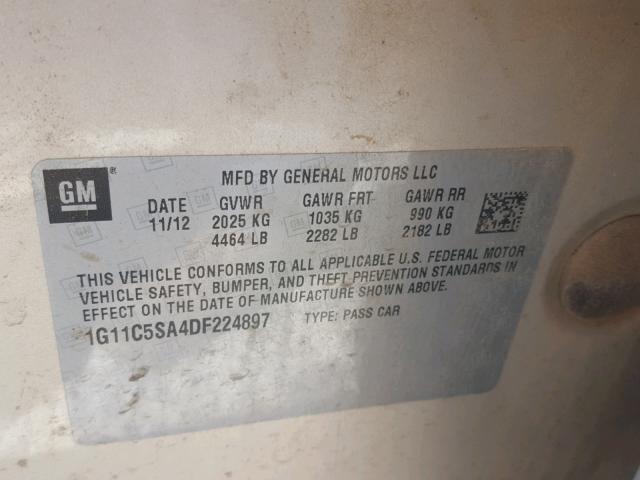 GM
MFD BY GENERAL MOTORS LLC
DATE GVWR GAWR FRT GAWR RR
11/12 2025 KG 1035 KG 990 KG
4464 LB 2282 LB 2182 LB
THIS VEHICLE CONFORMS TO ALL APPLICABLE U.S. FEDERAL MOTOR
VEHICLE SAFETY, BUMPER, AND THEFT PREVENTION STANDARDS IN
EFFECT ON THE DATE OF MANUFACTURE SHOWN ABOVE.
1G11C5SA4DF224897 TYPE: PASS CAR